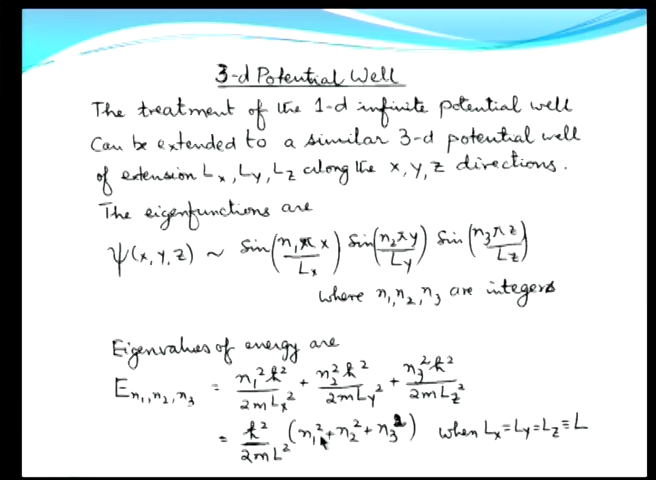 3-d Potential Well
The treatment of the 1-d infinite potential well
Can be extended to a similar 3-d potential well
of extension Lx, Ly, Lz along the x, y, z directions.
The eigenfunctions are
ψ(x, y, z) ~ Sin(n₁πx/Lx) Sin(n₂πy/Ly) Sin(n₃πz/Lz)
where n₁, n₂, n₃ are integers
Eigenvalues of energy are
E n₁, n₂, n₃ = n₁²ℏ²/2mLx² + n₂²ℏ²/2mLy² + n₃²ℏ²/2mLz²
= ℏ²/2mL² (n₁² + n₂² + n₃²) when Lx = Ly = Lz ≡ L